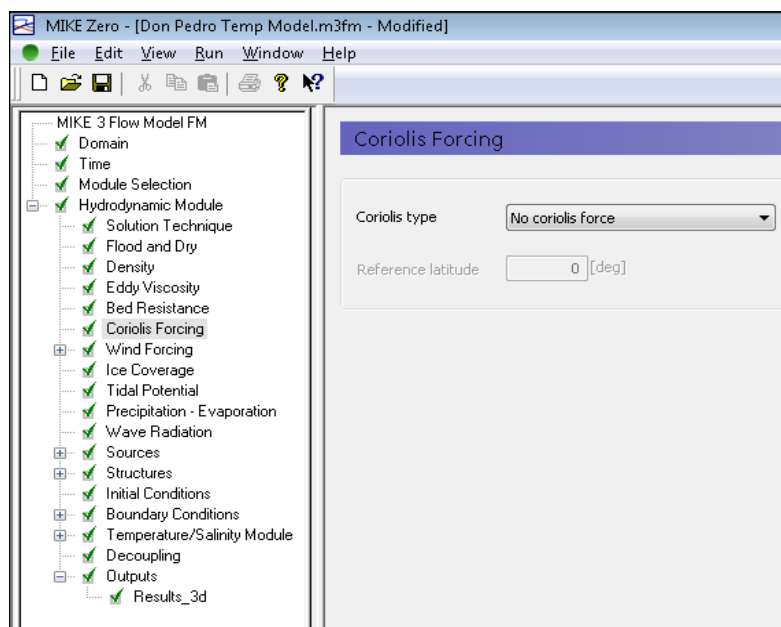 MIKE Zero - [Don Pedro Temp Model.m3fm - Modified]
File Edit View Run Window Help
MIKE 3 Flow Model FM
Domain
Time
Module Selection
Hydrodynamic Module
Solution Technique
Flood and Dry
Density
Eddy Viscosity
Bed Resistance
Coriolis Forcing
Wind Forcing
Ice Coverage
Tidal Potential
Precipitation - Evaporation
Wave Radiation
Sources
Structures
Initial Conditions
Boundary Conditions
Temperature/Salinity Module
Decoupling
Outputs
Results_3d
Coriolis Forcing
Coriolis type No coriolis force
Reference latitude 0 [deg]